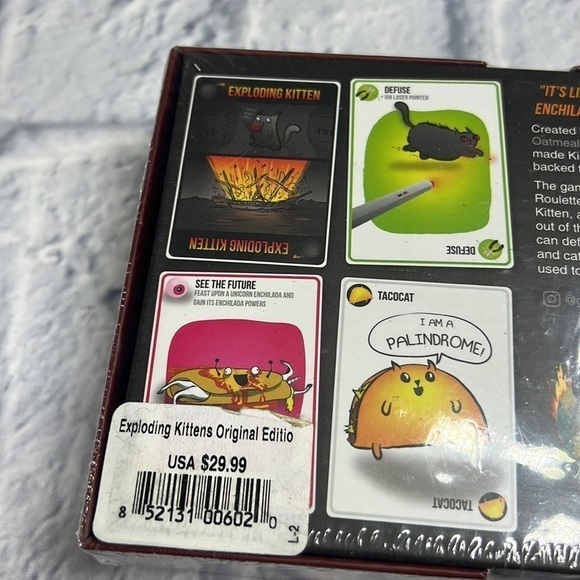 EXPLODING KITTEN
EXPLODING KITTEN
DEFUSE
VIA LASER POINTER
DEFUSE
SEE THE FUTURE
FEAST UPON A UNICORN ENCHILADA AND
GAIN ITS ENCHILADA POWERS
TACOCAT
I AM A
PALINDROME!
TACOCAT
"IT'S LI
ENCHILA
Created
Oatmeal
made Ki
backed
The gam
Roulette
Kitten,
out of th
can def
and cat
used to
Exploding Kittens Original Editio
USA $29.99
8 52131 00602 0
L-2